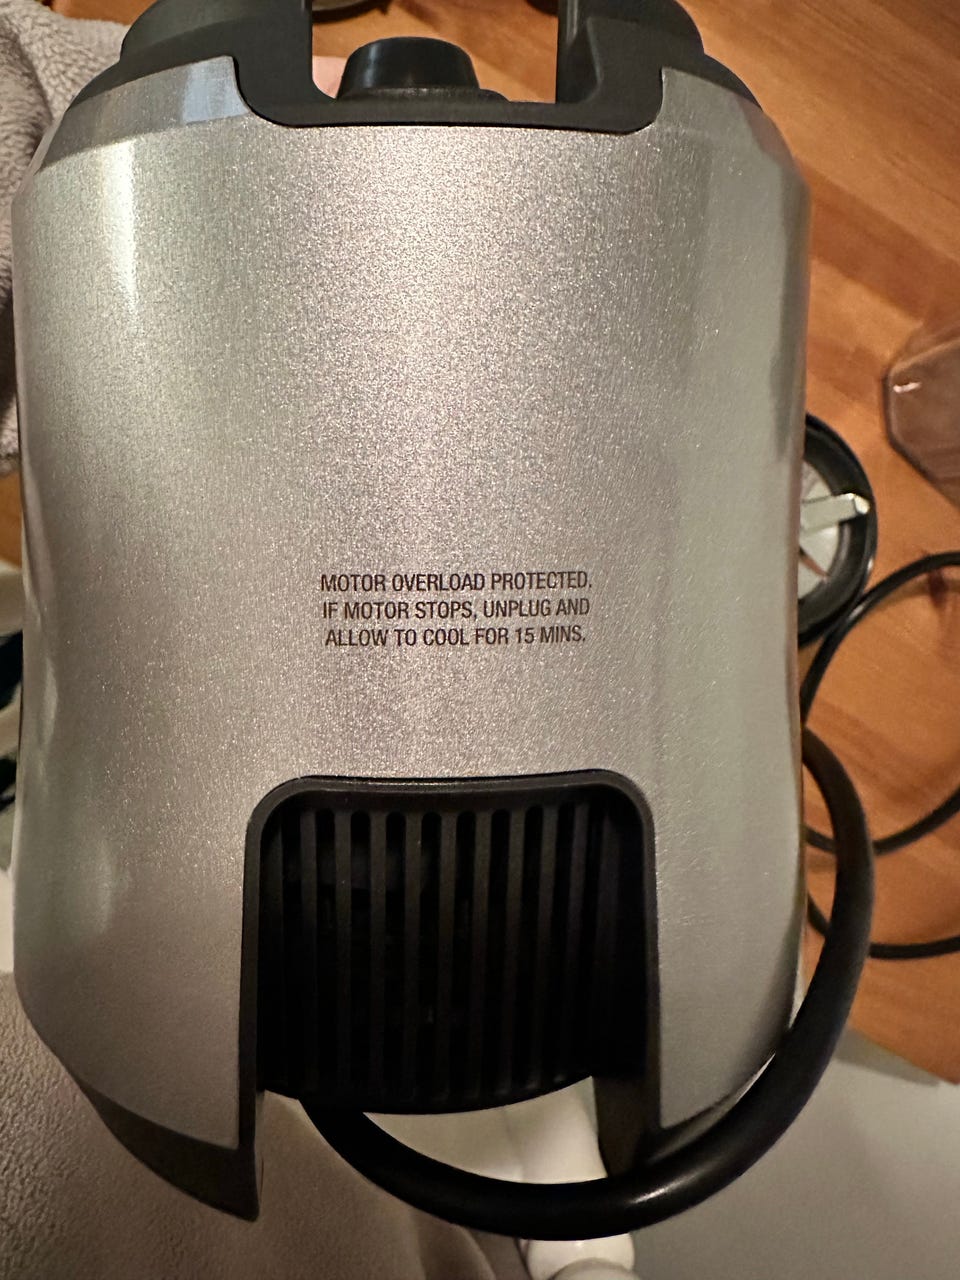 MOTOR OVERLOAD PROTECTED.
IF MOTOR STOPS, UNPLUG AND
ALLOW TO COOL FOR 15 MINS.